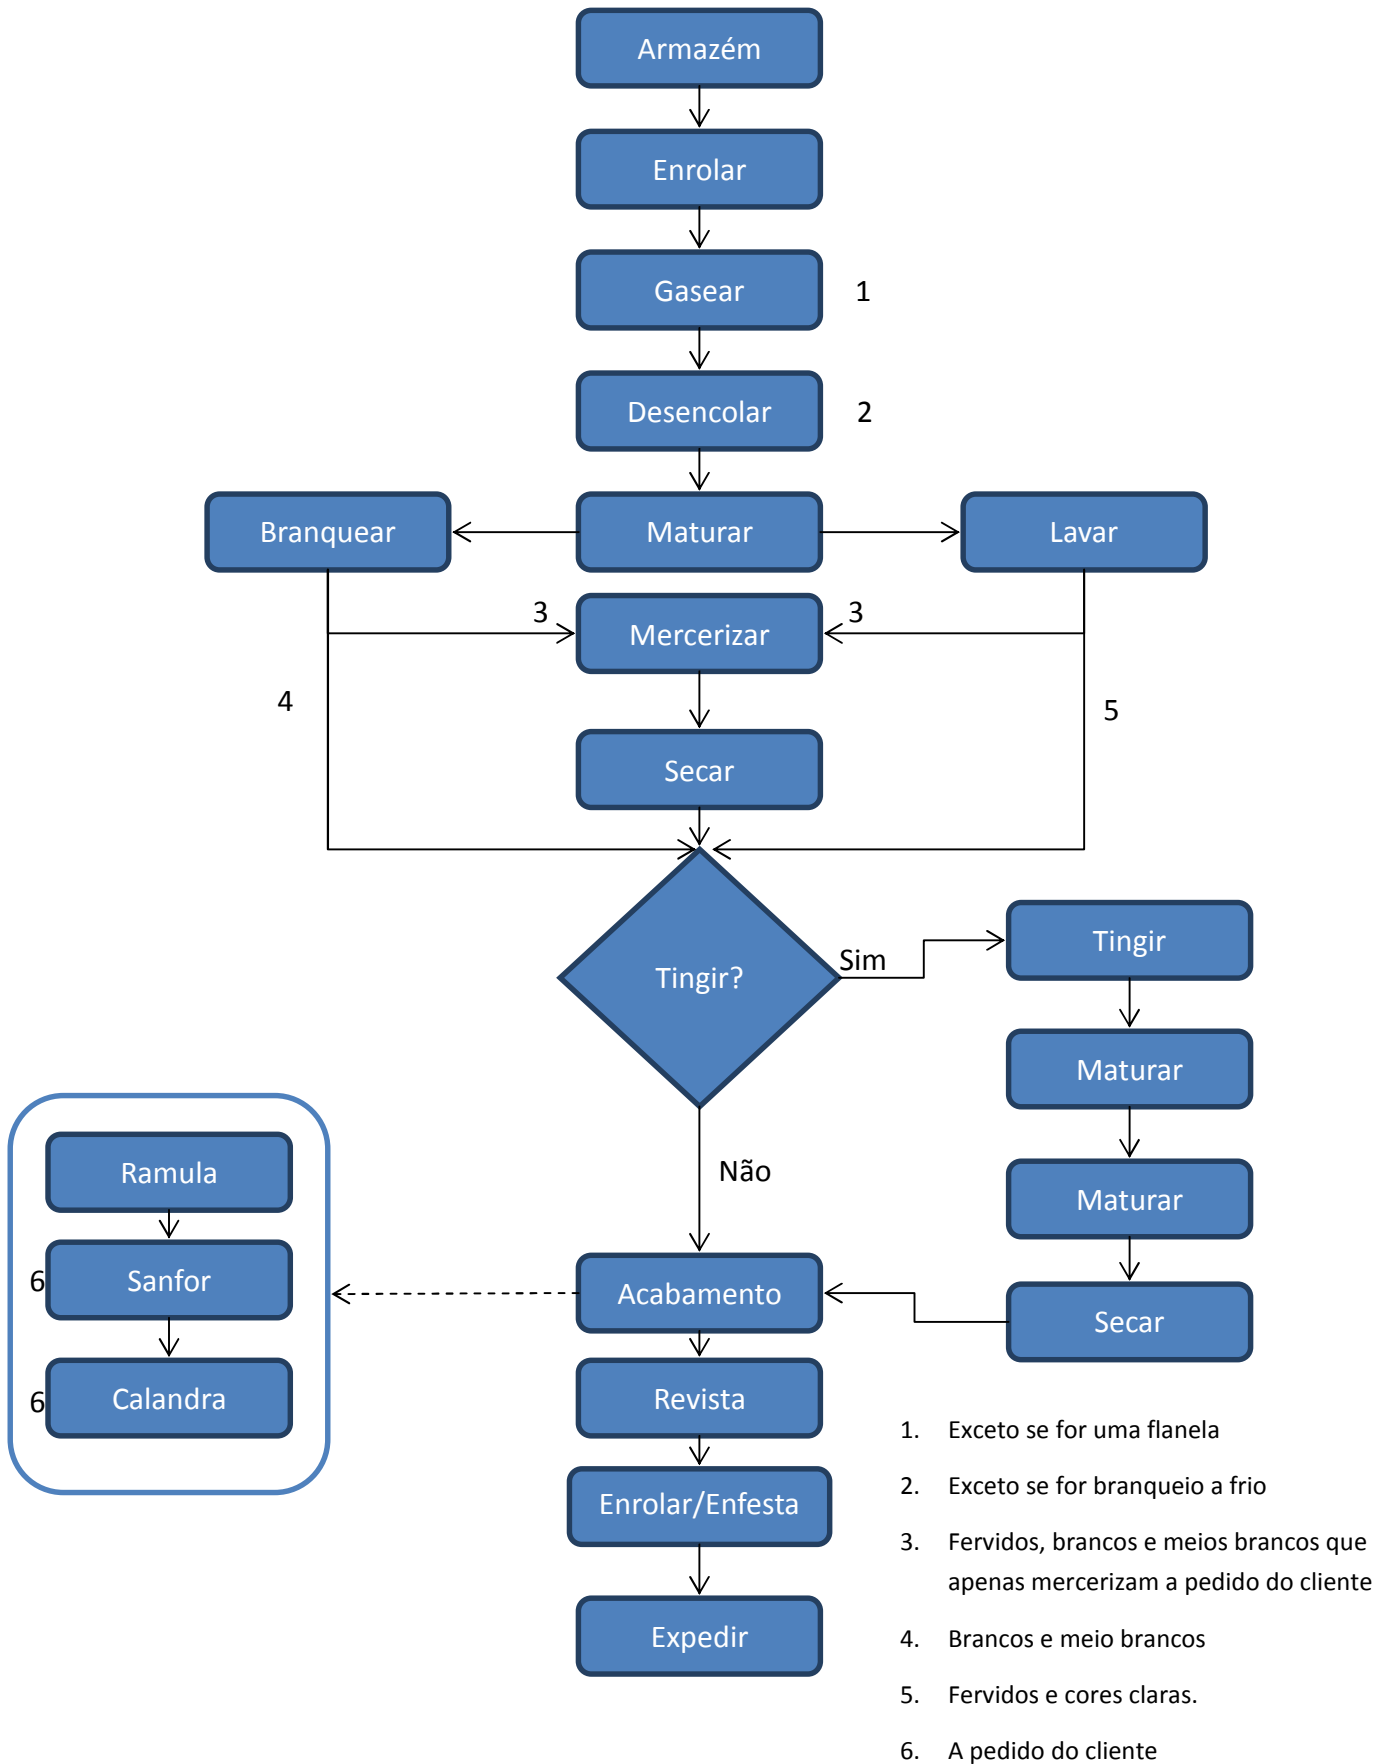 Armazém
Enrolar
Gasear
1
Desencolar
2
Branquear
Maturar
Lavar
3
Mercerizar
3
4
5
Secar
Tingir?
Sim
Tingir
Maturar
Não
Maturar
Ramula
6
Sanfor
Acabamento
Secar
6
Calandra
Revista
Enrolar/Enfesta
Expedir
1. Exceto se for uma flanela
2. Exceto se for branqueio a frio
3. Fervidos, brancos e meios brancos que
apenas mercerizam a pedido do cliente
4. Brancos e meio brancos
5. Fervidos e cores claras.
6. A pedido do cliente